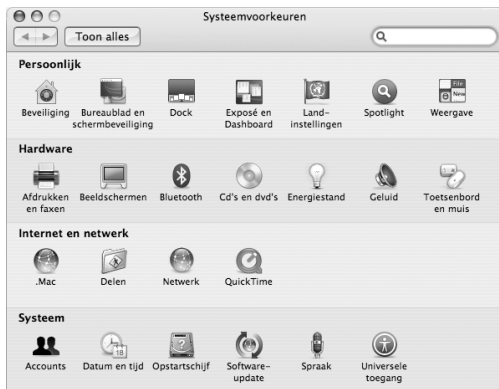 Systeemvoorkeuren
Toon alles
Persoonlijk
Beveiliging Bureaublad en schermbeveiliging Dock Exposé en Dashboard Land-instellingen Spotlight Weergave
Hardware
Afdrukken en faxen Beeldschermen Bluetooth Cd's en dvd's Energiestand Geluid Toetsenbord en muis
Internet en netwerk
.Mac Delen Netwerk QuickTime
Systeem
Accounts Datum en tijd Opstartschijf Software-update Spraak Universele toegang